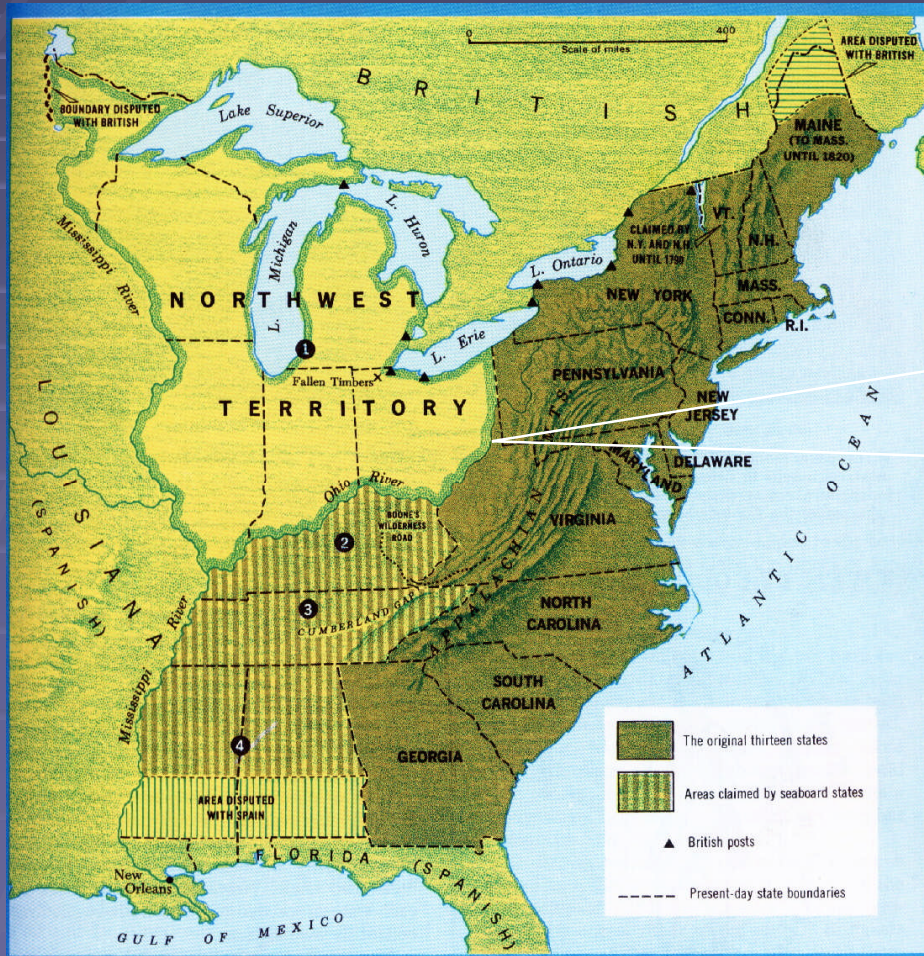 0
400
Scale of miles
AREA DISPUTED
WITH BRITISH
BRITISH
BOUNDARY DISPUTED
WITH BRITISH
Lake Superior
MAINE
(TO MASS.
UNTIL 1820)
Mississippi
River
L. Michigan
L. Huron
VT.
CLAIMED BY
N.Y. AND N.H.
UNTIL 1790
N.H.
L. Ontario
MASS.
NEW YORK
CONN.
R.I.
NORTHWEST
TERRITORY
1
L. Erie
Fallen Timbers
PENNSYLVANIA
NEW
JERSEY
MARYLAND
DELAWARE
LOUISIANA
(SPANISH)
Ohio River
BOONE'S
WILDERNESS
ROAD
2
VIRGINIA
APPALACHIAN MTS.
ATLANTIC OCEAN
3
CUMBERLAND GAP
NORTH
CAROLINA
Mississippi River
SOUTH
CAROLINA
4
GEORGIA
AREA DISPUTED
WITH SPAIN
FLORIDA
(SPANISH)
New
Orleans
GULF OF MEXICO
The original thirteen states
Areas claimed by seaboard states
British posts
Present-day state boundaries